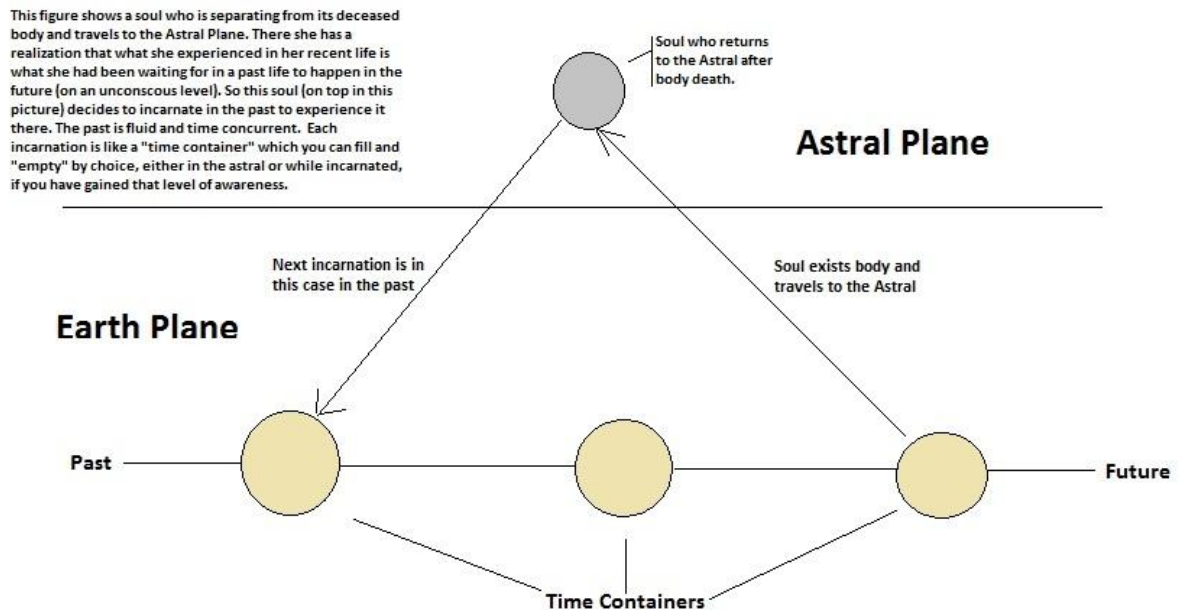 This figure shows a soul who is separating from its deceased
body and travels to the Astral Plane. There she has a
realization that what she experienced in her recent life is
what she had been waiting for in a past life to happen in the
future (on an unconscous level). So this soul (on top in this
picture) decides to incarnate in the past to experience it
there. The past is fluid and time concurrent.  Each
incarnation is like a "time container" which you can fill and
"empty" by choice, either in the astral or while incarnated,
if you have gained that level of awareness.
Soul who returns
to the Astral after
body death.
Astral Plane
Next incarnation is in
this case in the past
Soul exists body and
travels to the Astral
Earth Plane
Past
Future
Time Containers